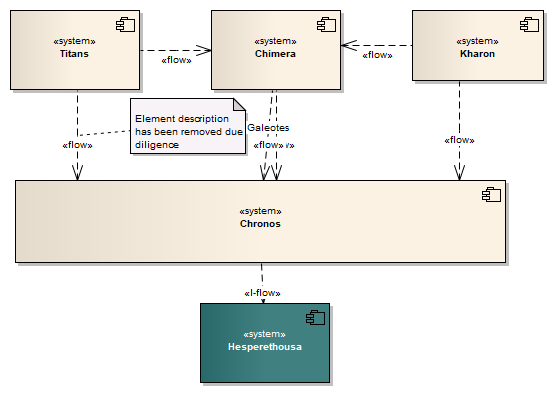 «system»
Titans
«flow»
«system»
Chimera
«flow»
«system»
Kharon
Element description
has been removed due
diligence
Galeotes
«flow»
«flow»
«flow»
«system»
Chronos
«I-flow»
«system»
Hesperethousa